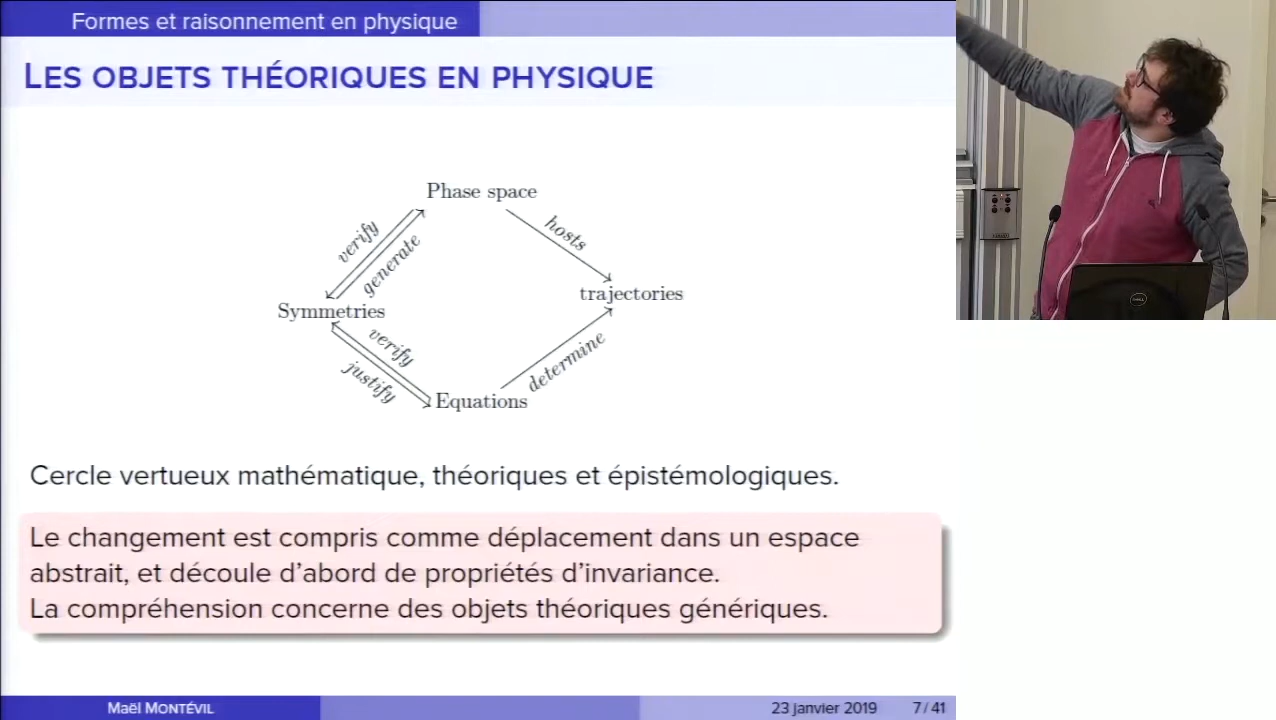 Formes et raisonnement en physique
LES OBJETS THÉORIQUES EN PHYSIQUE
Phase space
verify
generate
hosts
Symmetries
trajectories
verify
justify
determine
Equations
Cercle vertueux mathématique, théoriques et épistémologiques.
Le changement est compris comme déplacement dans un espace
abstrait, et découle d'abord de propriétés d'invariance.
La compréhension concerne des objets théoriques génériques.
Maël MONTÉVIL
23 janvier 2019
7 / 41
DELL